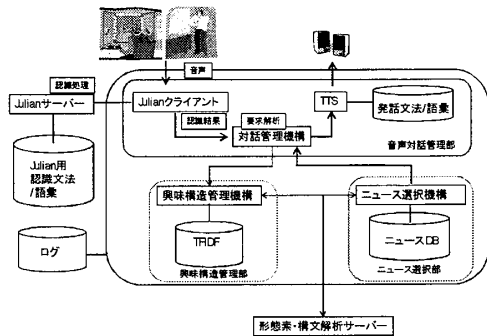 音声
認識処理
Julianサーバー
Julianクライアント
認識結果
要求解析
対話管理機構
TTS
発話文法/語彙
音声対話管理部
Julian用
認識文法
/語彙
ログ
興味構造管理機構
TRDF
興味構造管理部
ニュース選択機構
ニュースDB
ニュース選択部
形態素・構文解析サーバー